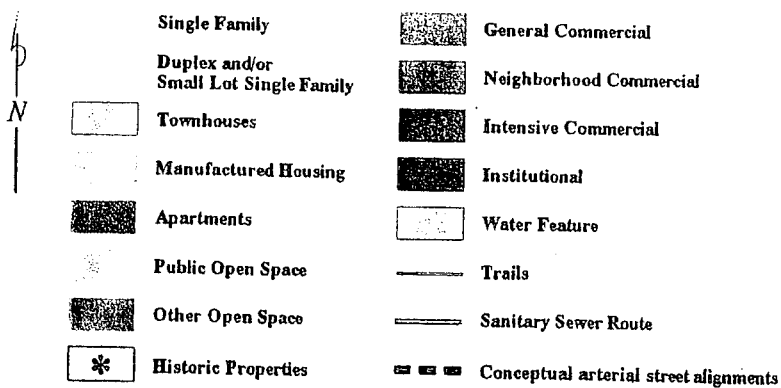 N
Single Family
Duplex and/or
Small Lot Single Family
Townhouses
Manufactured Housing
Apartments
Public Open Space
Other Open Space
Historic Properties
General Commercial
Neighborhood Commercial
Intensive Commercial
Institutional
Water Feature
Trails
Sanitary Sewer Route
Conceptual arterial street alignments